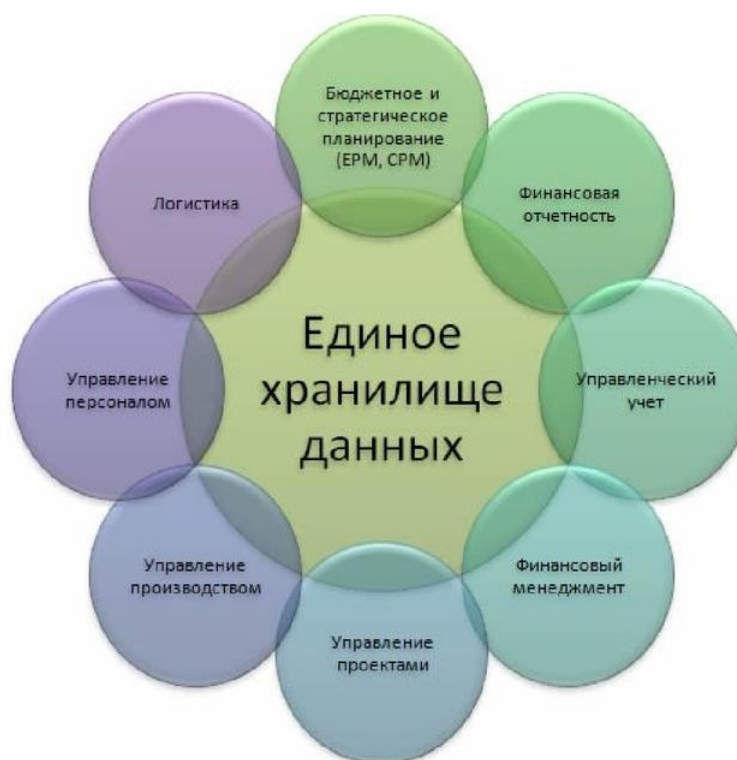 Бюджетное и
стратегическое
планирование
(EPM, CPM)
Финансовая
отчетность
Управленческий
учет
Финансовый
менеджмент
Управление
проектами
Управление
производством
Управление
персоналом
Логистика
Единое
хранилище
данных